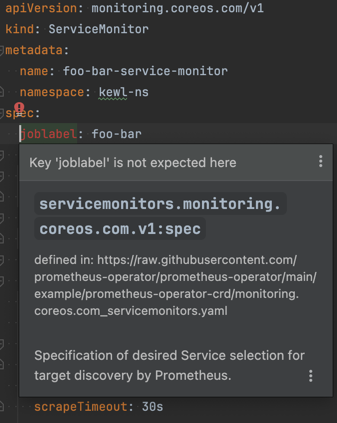 apiVersion: monitoring.coreos.com/v1
kind: ServiceMonitor
metadata:
name: foo-bar-service-monitor
namespace: kewl-ns
spec:
joblabel: foo-bar
Key 'joblabel' is not expected here
servicemonitors.monitoring.
coreos.com.v1:spec
defined in: https://raw.githubusercontent.com/
prometheus-operator/prometheus-operator/main/
example/prometheus-operator-crd/monitoring.
coreos.com_servicemonitors.yaml
Specification of desired Service selection for
target discovery by Prometheus.
scrapeTimeout: 30s